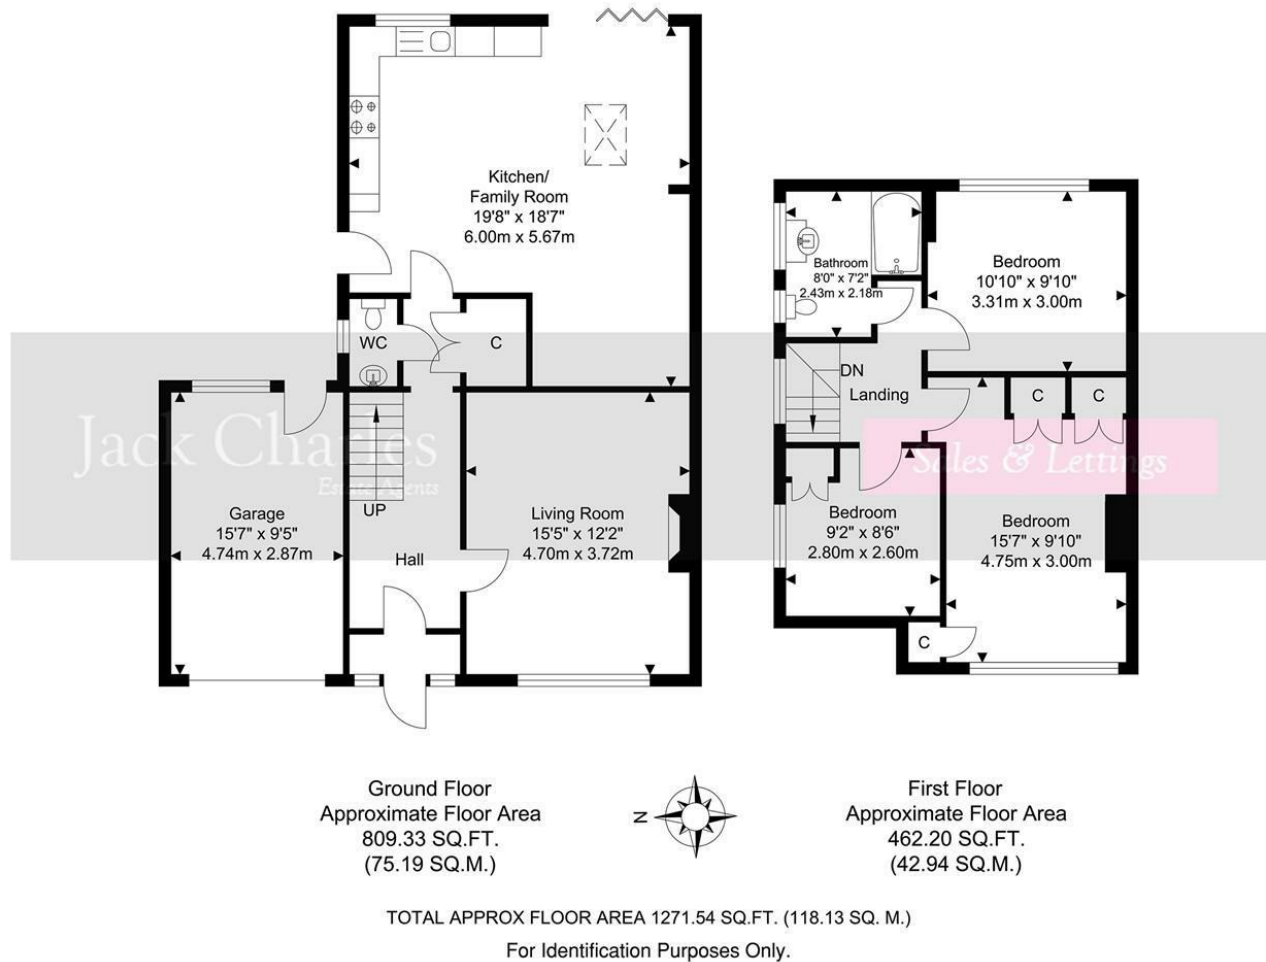 Kitchen/
Family Room
19'8" x 18'7"
6.00m x 5.67m
WC
C
UP
Hall
Garage
15'7" x 9'5"
4.74m x 2.87m
Living Room
15'5" x 12'2"
4.70m x 3.72m
Bathroom
8'0" x 7'2"
2.43m x 2.18m
Bedroom
10'10" x 9'10"
3.31m x 3.00m
DN
Landing
C
C
Bedroom
9'2" x 8'6"
2.80m x 2.60m
Bedroom
15'7" x 9'10"
4.75m x 3.00m
C
Jack Charles
Estate Agents
Sales & Lettings
Ground Floor
Approximate Floor Area
809.33 SQ.FT.
(75.19 SQ.M.)
N
First Floor
Approximate Floor Area
462.20 SQ.FT.
(42.94 SQ.M.)
TOTAL APPROX FLOOR AREA 1271.54 SQ.FT. (118.13 SQ. M.)
For Identification Purposes Only.